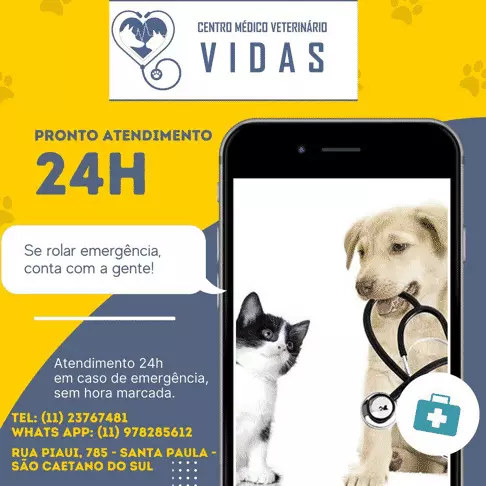 CENTRO MÉDICO VETERINÁRIO
VIDAS
PRONTO ATENDIMENTO
24H
Se rolar emergência,
conta com a gente!
Atendimento 24h
em caso de emergência,
sem hora marcada.
TEL: (11) 23767481
WHATS APP: (11) 978285612
RUA PIAUI, 785 - SANTA PAULA -
SÃO CAETANO DO SUL